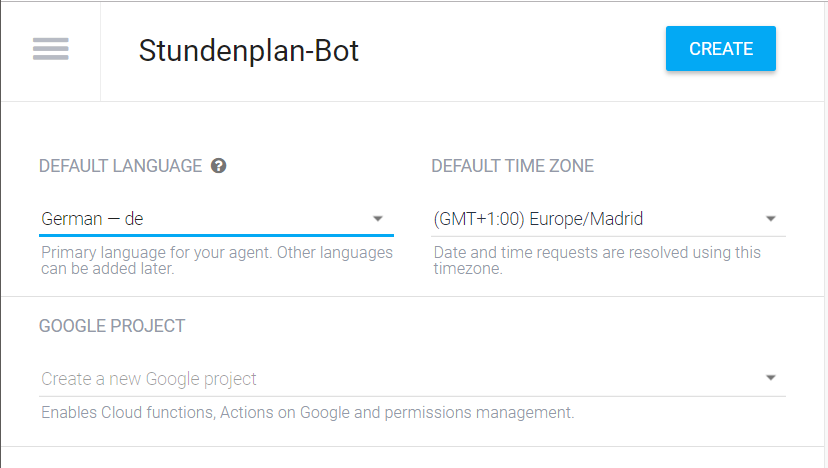 Stundenplan-Bot
CREATE
DEFAULT LANGUAGE ?
German — de
Primary language for your agent. Other languages
can be added later.
DEFAULT TIME ZONE
(GMT+1:00) Europe/Madrid
Date and time requests are resolved using this
timezone.
GOOGLE PROJECT
Create a new Google project
Enables Cloud functions, Actions on Google and permissions management.